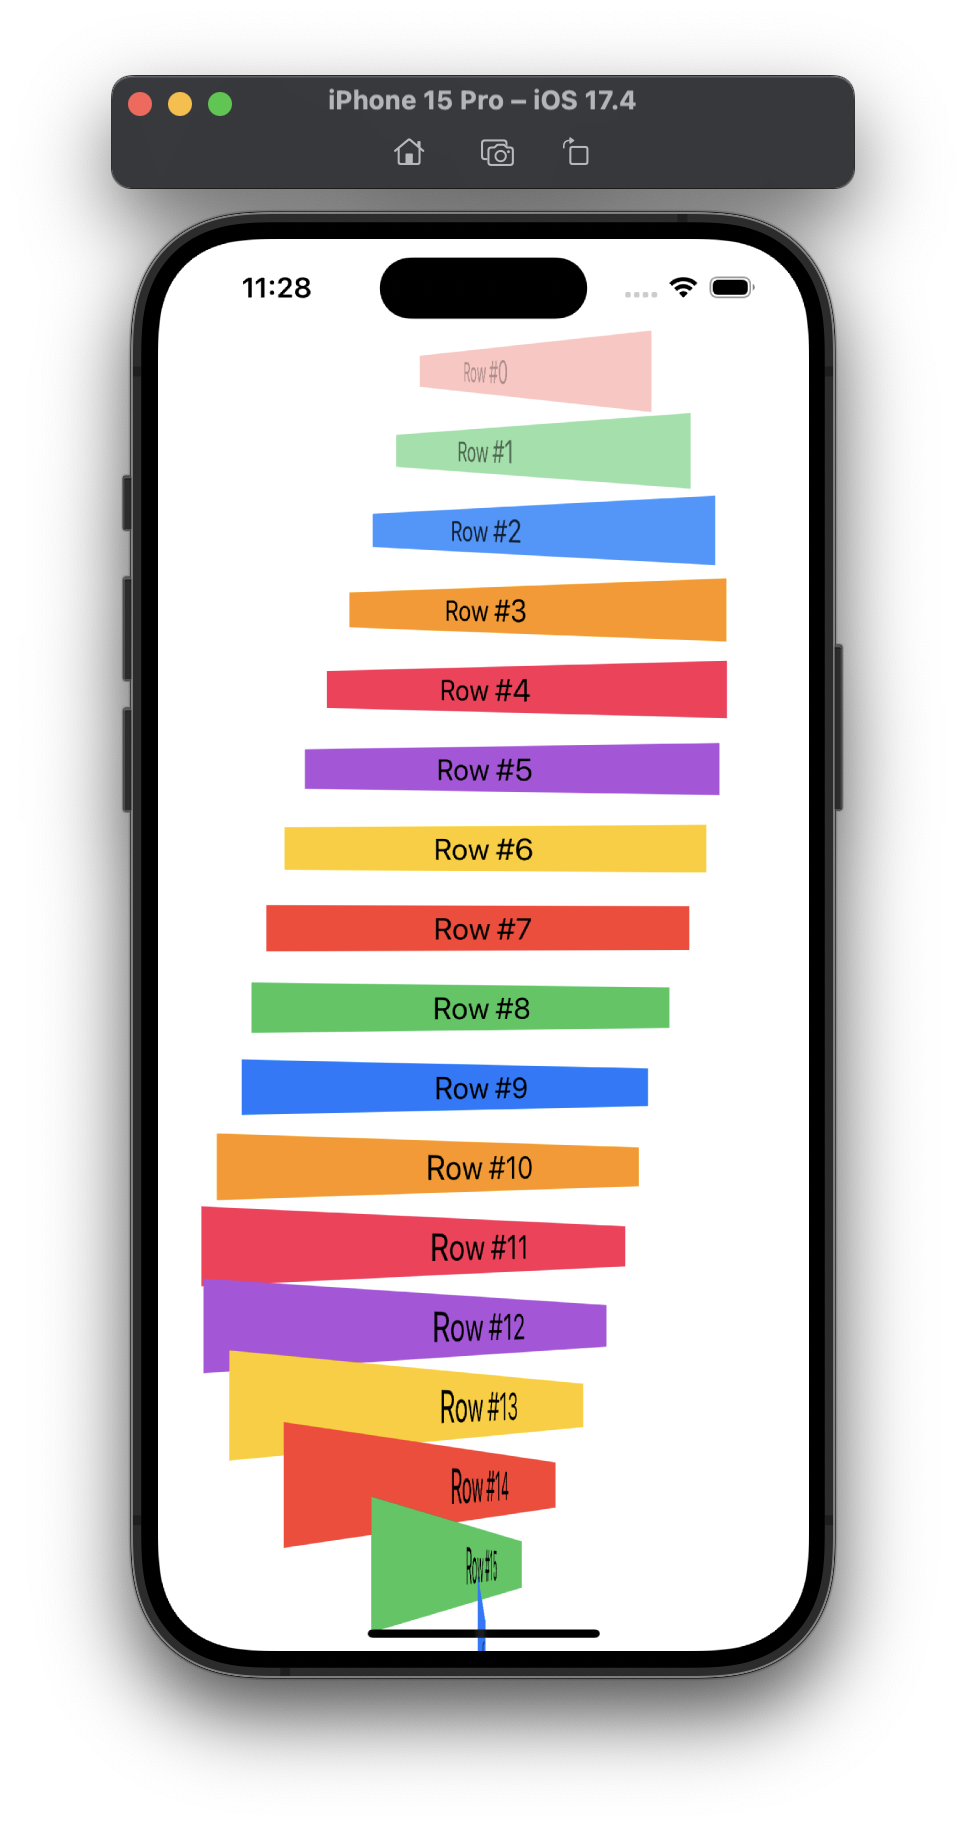 iPhone 15 Pro – iOS 17.4
11:28
Row #0
Row #1
Row #2
Row #3
Row #4
Row #5
Row #6
Row #7
Row #8
Row #9
Row #10
Row #11
Row #12
Row #13
Row #14
Row #15